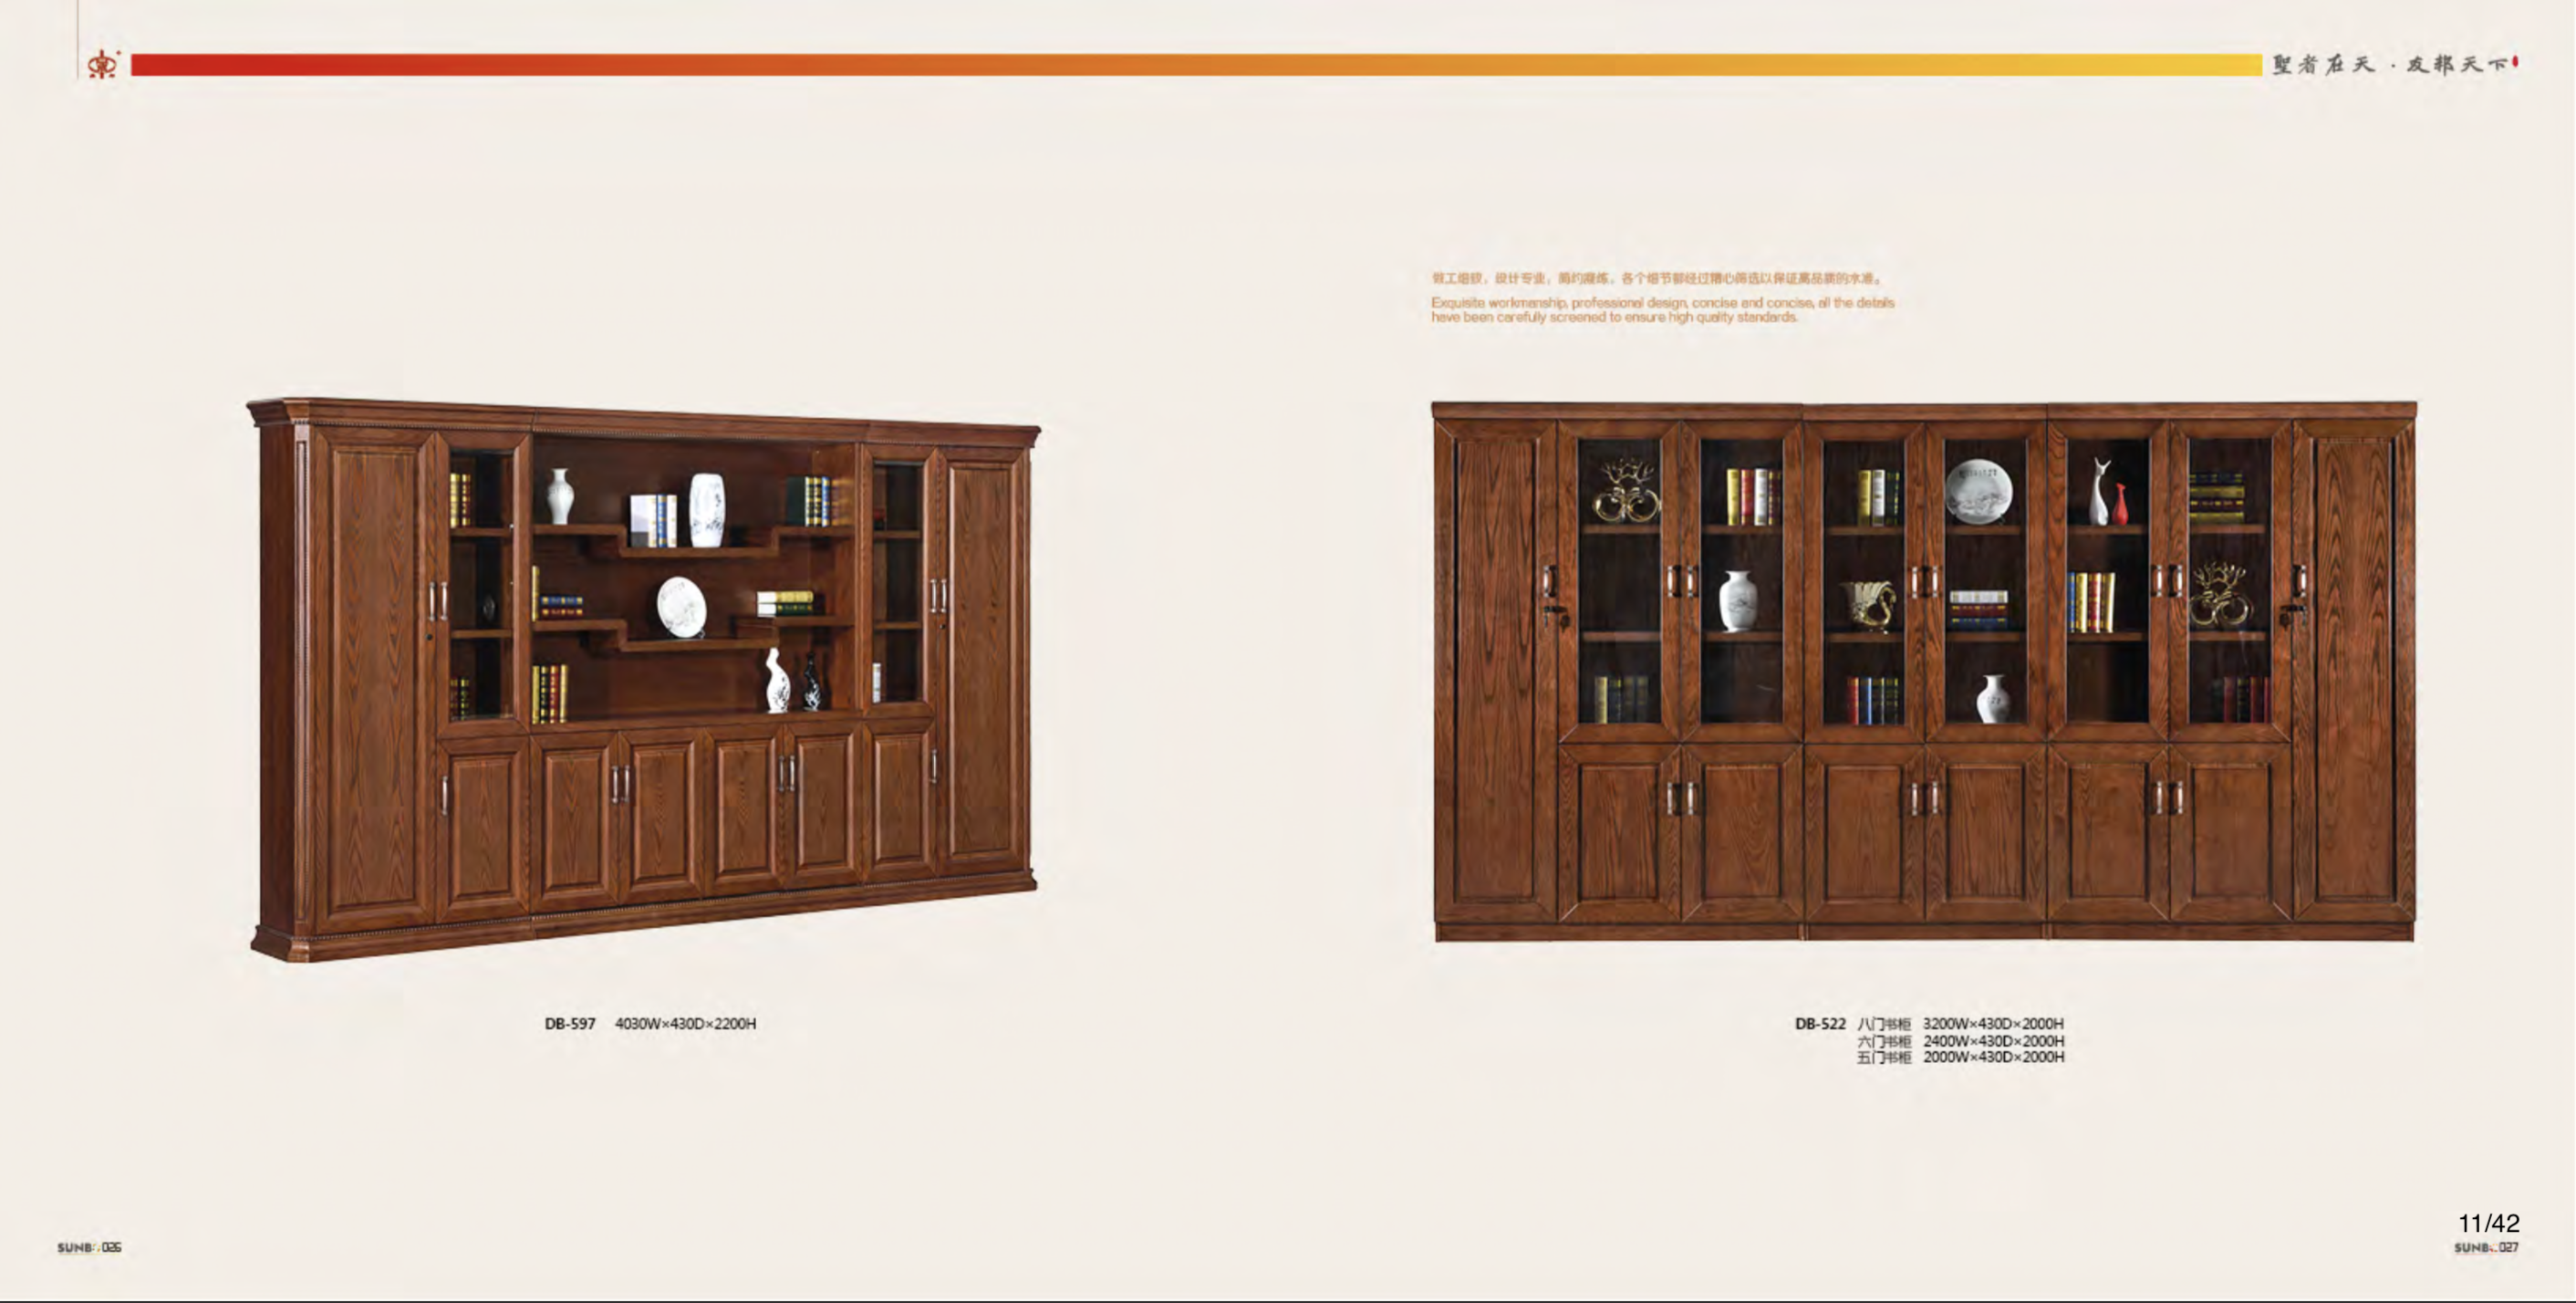 聖者在天·友邦天下
做工细致，设计专业，简约凝练，各个细节都经过精心筛选以保证高品质的水准。
Exquisite workmanship, professional design, concise and concise, all the details
have been carefully screened to ensure high quality standards.
DB-597 4030W×430D×2200H
DB-522 八门书柜 3200W×430D×2000H
六门书柜 2400W×430D×2000H
五门书柜 2000W×430D×2000H
11/42
026
027